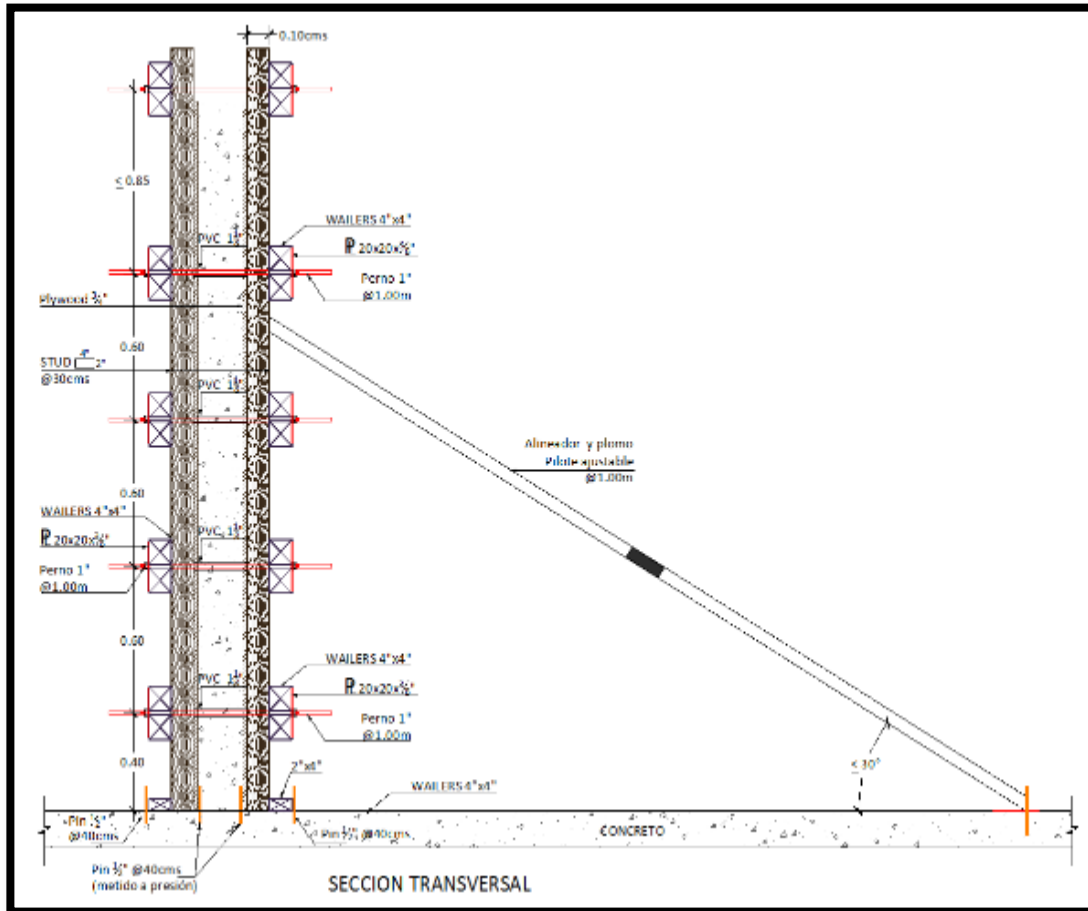 0.10cms
≤ 0.85
WAILERS 4"x4"
PVC 1½"
PL 20x20x⅜"
Perno 1"
@1.00m
Plywood ¾"
0.60
STUD 4" 2"
@30cms
PVC 1½"
Alineador y plomo
Pilote ajustable
@1.00m
0.60
WAILERS 4"x4"
PVC 1½"
PL 20x20x⅜"
Perno 1"
@1.00m
0.60
WAILERS 4"x4"
PVC 1½"
PL 20x20x⅜"
Perno 1"
@1.00m
0.40
2"x4"
WAILERS 4"x4"
≤ 30°
Pin ½"
@40cms
Pin ½" @40cms
CONCRETO
Pin ½" @40cms
(metido a presión)
SECCION TRANSVERSAL